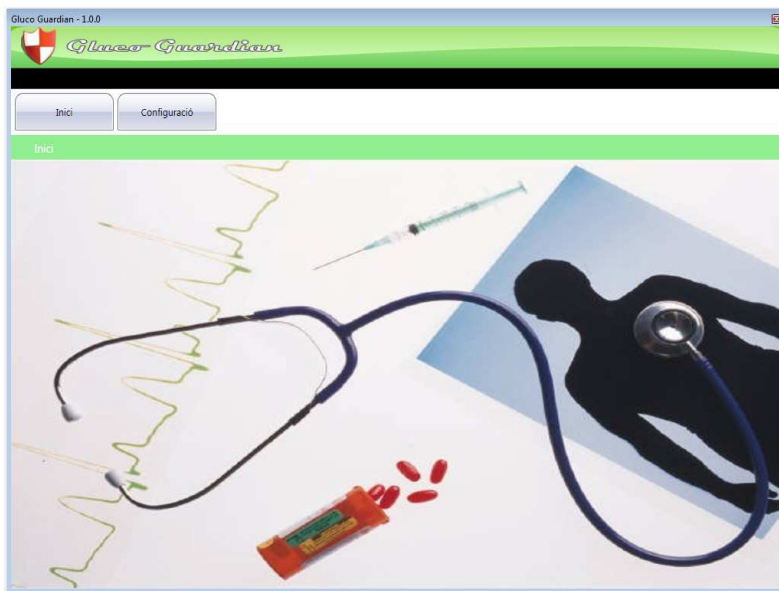 Gluco Guardian - 1.0.0
Gluco-Guardian
Inici
Configuració
Inici